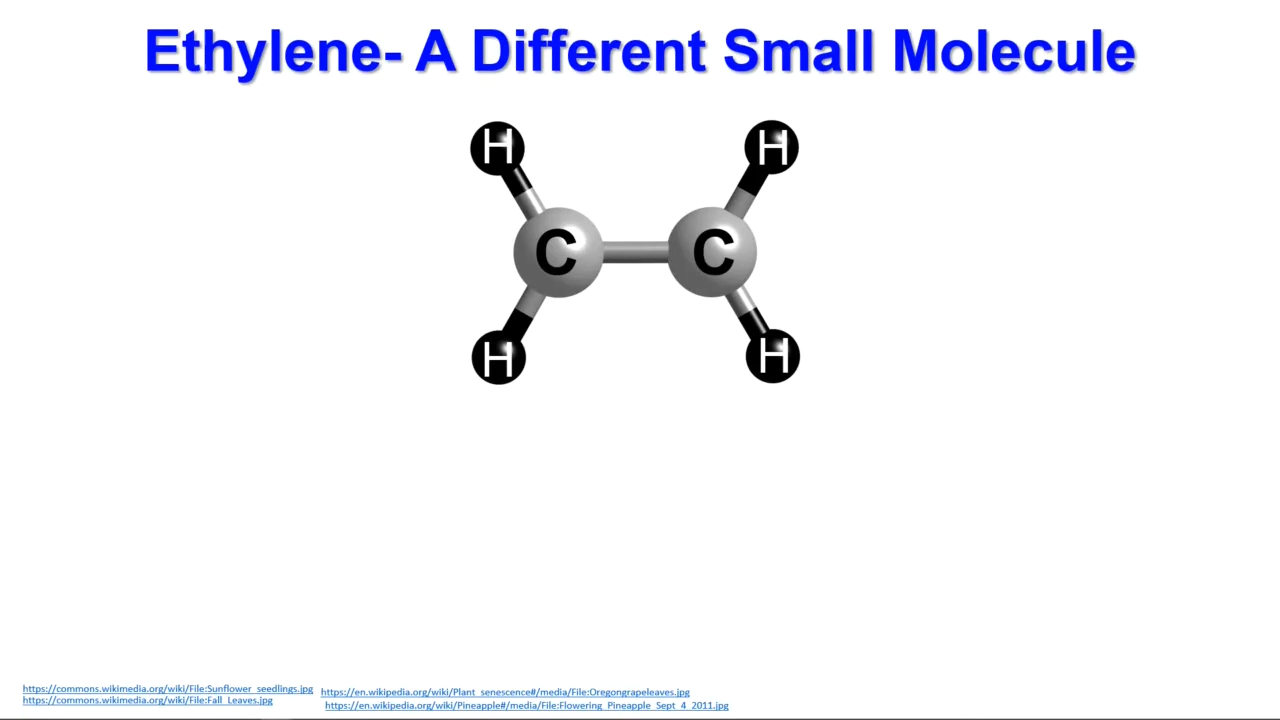 Ethylene- A Different Small Molecule
H H
C C
H H
https://commons.wikimedia.org/wiki/File:Sunflower_seedlings.jpg
https://commons.wikimedia.org/wiki/File:Fall_Leaves.jpg
https://en.wikipedia.org/wiki/Plant_senescence#/media/File:Oregongrapeleaves.jpg
https://en.wikipedia.org/wiki/Pineapple#/media/File:Flowering_Pineapple_Sept_4_2011.jpg